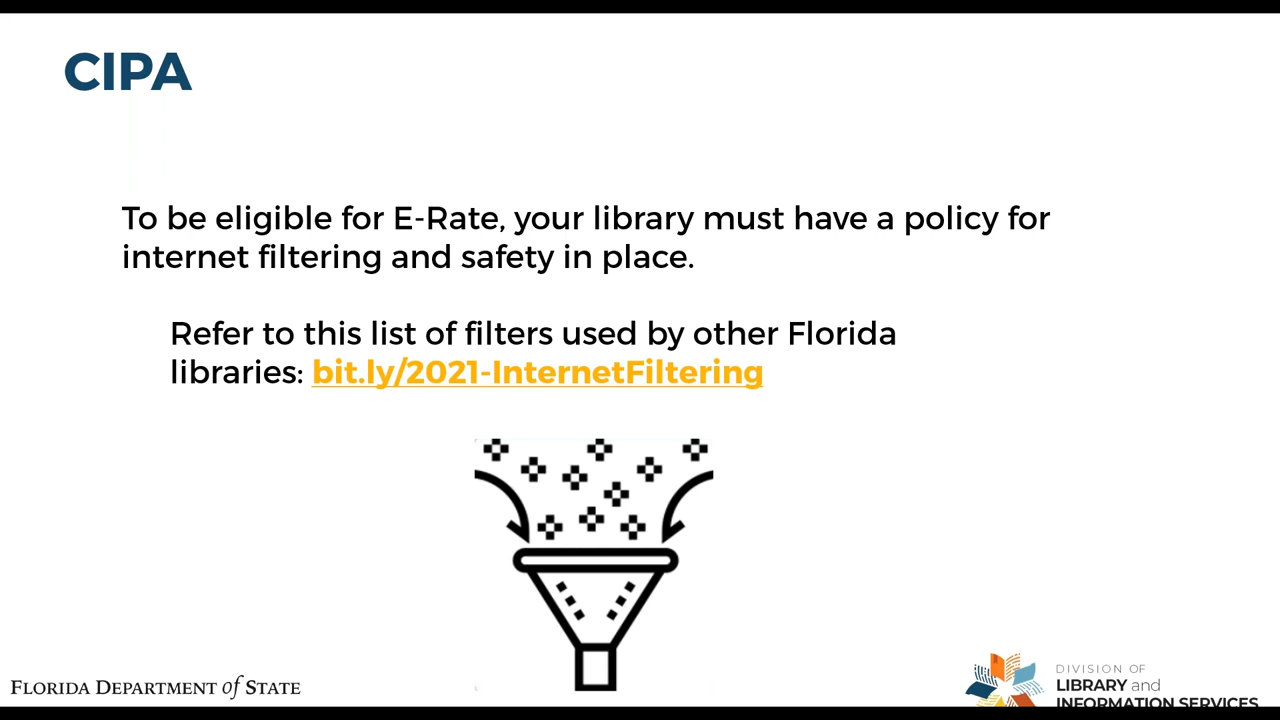 CIPA
To be eligible for E-Rate, your library must have a policy for
internet filtering and safety in place.
Refer to this list of filters used by other Florida
libraries: bit.ly/2021-InternetFiltering
FLORIDA DEPARTMENT of STATE
DIVISION OF
LIBRARY and
INFORMATION SERVICES